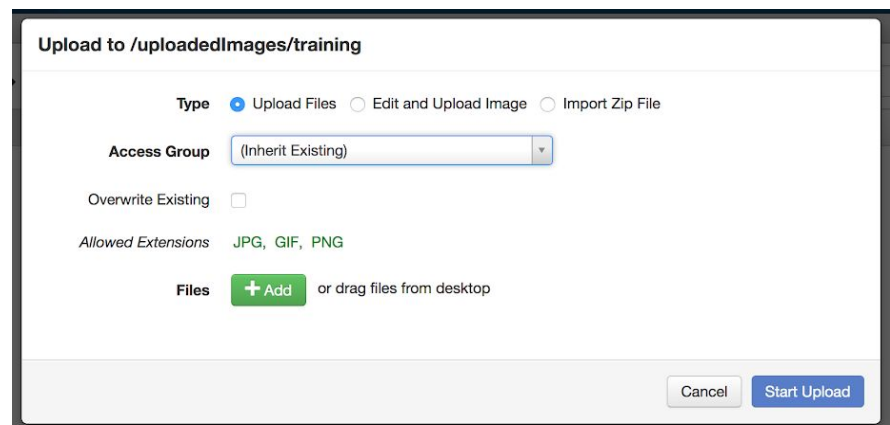 Upload to /uploadedImages/training
Type Upload Files Edit and Upload Image Import Zip File
Access Group (Inherit Existing)
Overwrite Existing
Allowed Extensions JPG, GIF, PNG
Files + Add or drag files from desktop
Cancel Start Upload